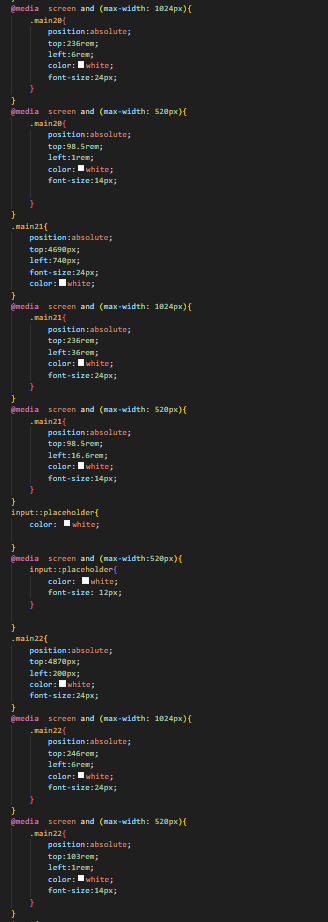 @media  screen and (max-width: 1024px){
    .main20{
        position:absolute;
        top:236rem;
        left:6rem;
        color:white;
        font-size:24px;
    }
}
@media  screen and (max-width: 520px){
    .main20{
        position:absolute;
        top:98.5rem;
        left:1rem;
        color:white;
        font-size:14px;

    }
}
.main21{
    position:absolute;
    top:4690px;
    left:740px;
    font-size:24px;
    color:white;
}
@media  screen and (max-width: 1024px){
    .main21{
        position:absolute;
        top:236rem;
        left:36rem;
        color:white;
        font-size:24px;
    }
}
@media  screen and (max-width: 520px){
    .main21{
        position:absolute;
        top:98.5rem;
        left:16.6rem;
        color:white;
        font-size:14px;
    }
}
input::placeholder{
    color: white;

}
@media  screen and (max-width:520px){
    input::placeholder{
        color: white;
        font-size: 12px;
    }

}
.main22{
    position:absolute;
    top:4870px;
    left:200px;
    color:white;
    font-size:24px;
}
@media  screen and (max-width: 1024px){
    .main22{
        position:absolute;
        top:246rem;
        left:6rem;
        color:white;
        font-size:24px;
    }
}
@media  screen and (max-width: 520px){
    .main22{
        position:absolute;
        top:103rem;
        left:1rem;
        color:white;
        font-size:14px;
    }
}